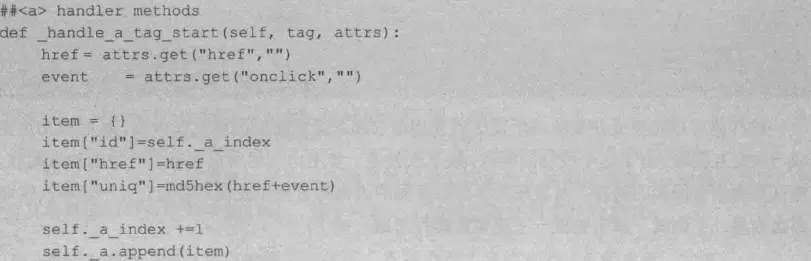 ##<a> handler methods
def _handle_a_tag_start(self, tag, attrs):
    href = attrs.get("href","")
    event    = attrs.get("onclick","")

    item = {}
    item["id"]=self._a_index
    item["href"]=href
    item["uniq"]=md5hex(href+event)

    self._a_index +=1
    self._a.append(item)